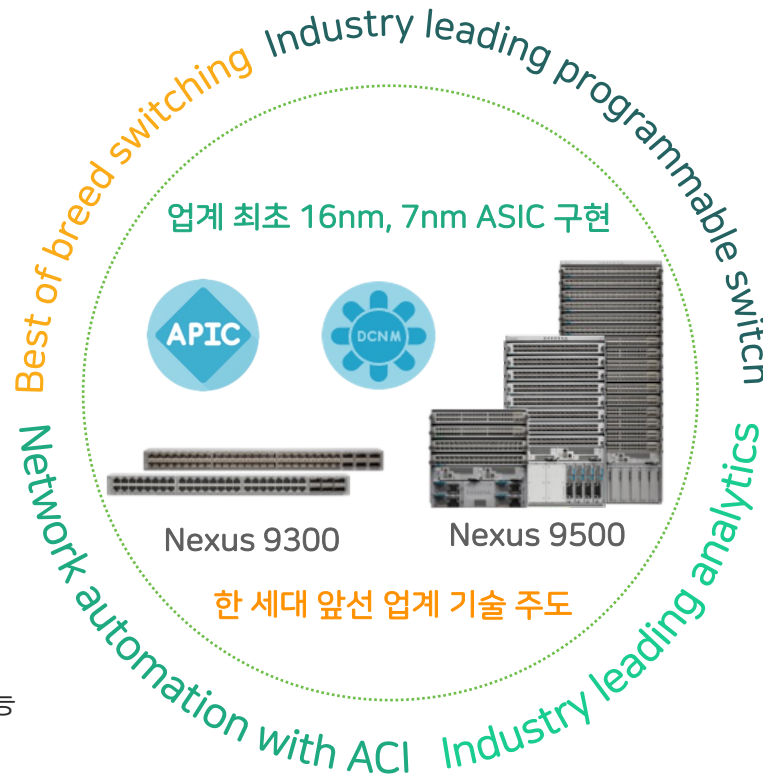 Best of breed switching
Industry leading programmable switch
업계 최초 16nm, 7nm ASIC 구현
APIC
DCNM
Nexus 9300
Nexus 9500
한 세대 앞선 업계 기술 주도
능
Network automation with ACI
Industry leading analytics